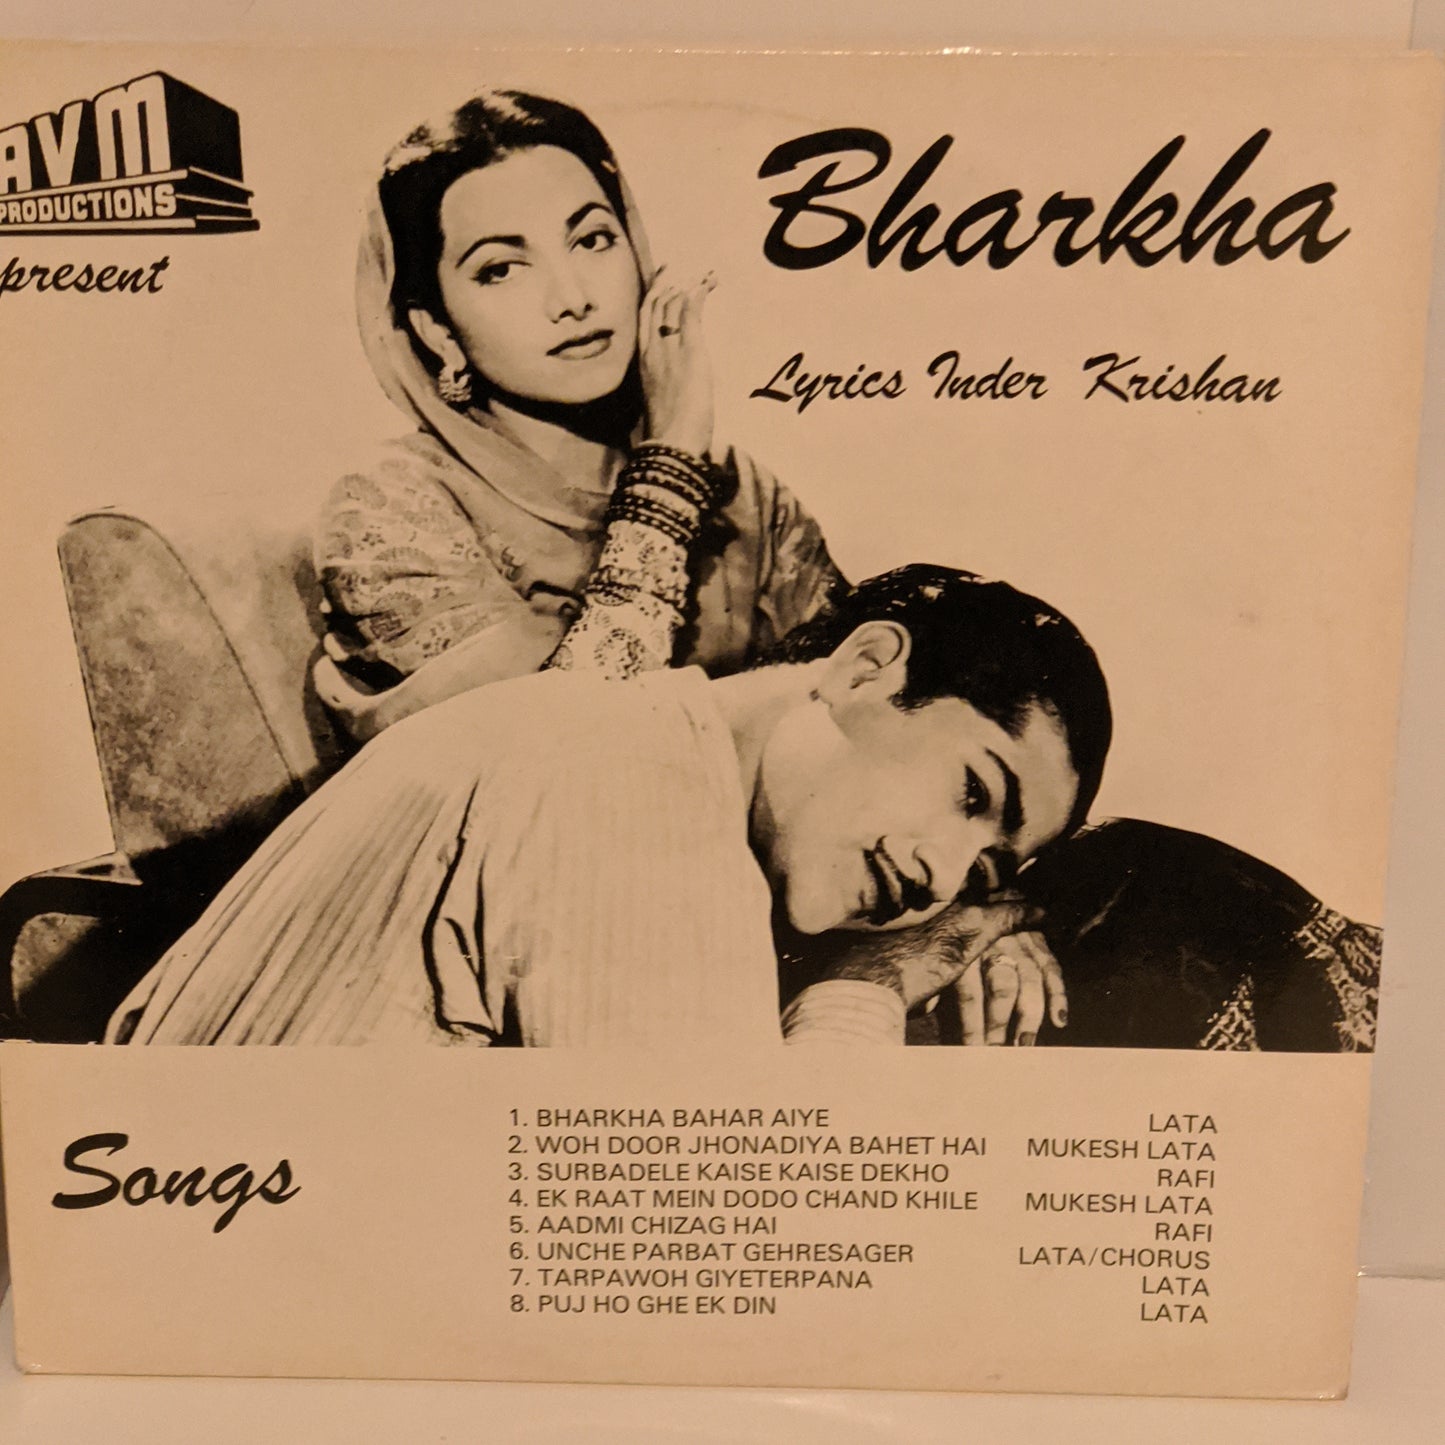 AVM
PRODUCTIONS
present
Bharkha
Lyrics Inder Krishan
Songs
1. BHARKHA BAHAR AIYE LATA
2. WOH DOOR JHONADIYA BAHET HAI MUKESH LATA
3. SURBADELE KAISE KAISE DEKHO RAFI
4. EK RAAT MEIN DODO CHAND KHILE MUKESH LATA
5. AADMI CHIZAG HAI RAFI
6. UNCHE PARBAT GEHRESAGER LATA/CHORUS
7. TARPAWOH GIYETERPANA LATA
8. PUJ HO GHE EK DIN LATA